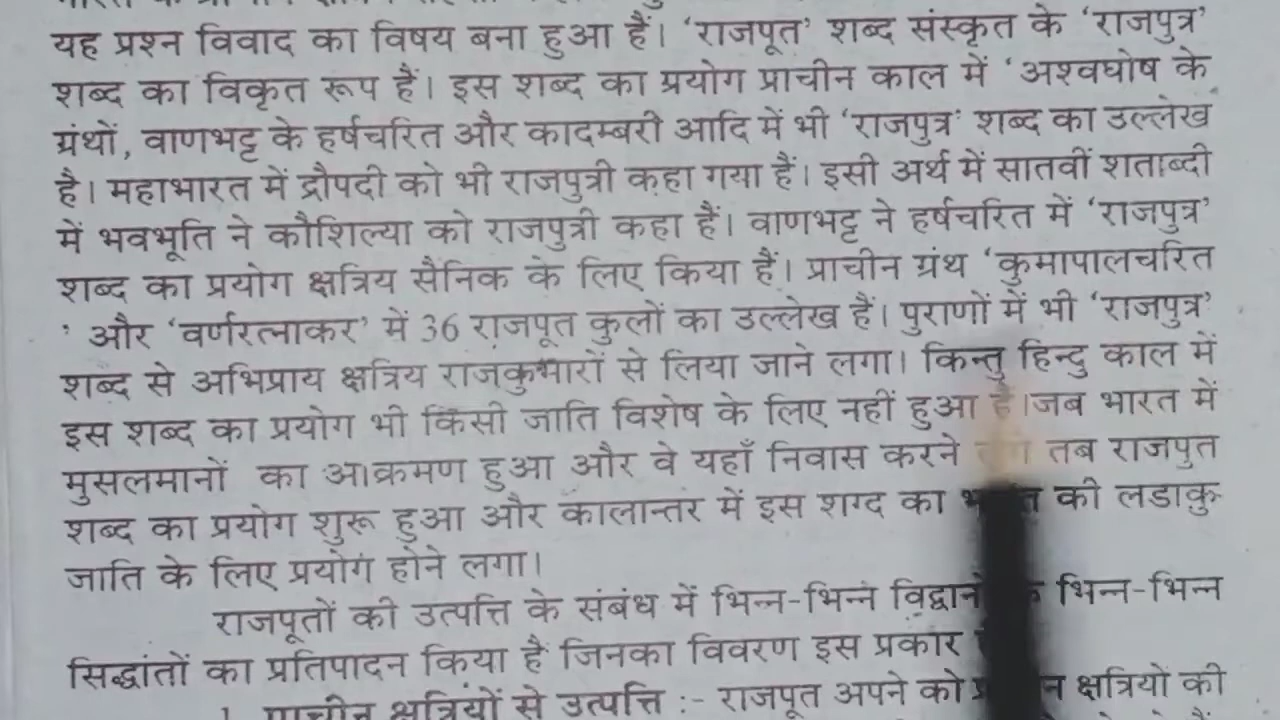 यह प्रश्न विवाद का विषय बना हुआ हैं। 'राजपूत' शब्द संस्कृत के 'राजपुत्र'
शब्द का विकृत रूप हैं। इस शब्द का प्रयोग प्राचीन काल में 'अश्वघोष के
ग्रंथों, वाणभट्ट के हर्षचरित और कादम्बरी आदि में भी 'राजपुत्र' शब्द का उल्लेख
है। महाभारत में द्रौपदी को भी राजपुत्री कहा गया हैं। इसी अर्थ में सातवीं शताब्दी
में भवभूति ने कौशिल्या को राजपुत्री कहा हैं। वाणभट्ट ने हर्षचरित में 'राजपुत्र'
शब्द का प्रयोग क्षत्रिय सैनिक के लिए किया हैं। प्राचीन ग्रंथ 'कुमापालचरित
' और 'वर्णरत्नाकर' में 36 राजपूत कुलों का उल्लेख हैं। पुराणों में भी 'राजपुत्र'
शब्द से अभिप्राय क्षत्रिय राजकुमारों से लिया जाने लगा। किन्तु हिन्दु काल में
इस शब्द का प्रयोग भी किसी जाति विशेष के लिए नहीं हुआ है।जब भारत में
मुसलमानों का आक्रमण हुआ और वे यहाँ निवास करने तब राजपुत
शब्द का प्रयोग शुरू हुआ और कालान्तर में इस शग्द का की लडाकु
जाति के लिए प्रयोग होने लगा।
राजपूतों की उत्पत्ति के संबंध में भिन्न-भिन्न भिन्न-भिन्न
सिद्धांतों का प्रतिपादन किया है जिनका विवरण इस प्रकार
1. प्राचीन क्षत्रियों से उत्पत्ति :- राजपूत अपने को क्षत्रियों की